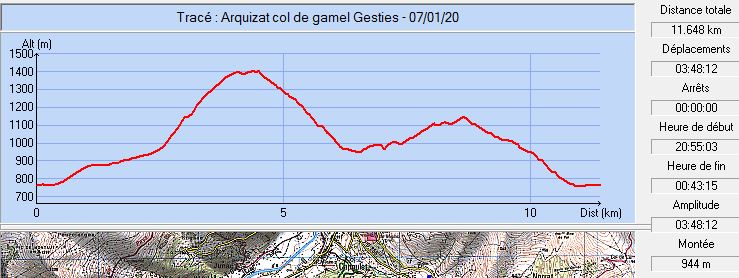 Tracé : Arquizat col de gamel Gesties - 07/01/20
Alt (m)
1500
1400
1300
1200
1100
1000
900
800
700
0
5
10
Dist (km)
Distance totale
11.648 km
Déplacements
03:48:12
Arrêts
00:00:00
Heure de début
20:55:03
Heure de fin
00:43:15
Amplitude
03:48:12
Montée
944 m